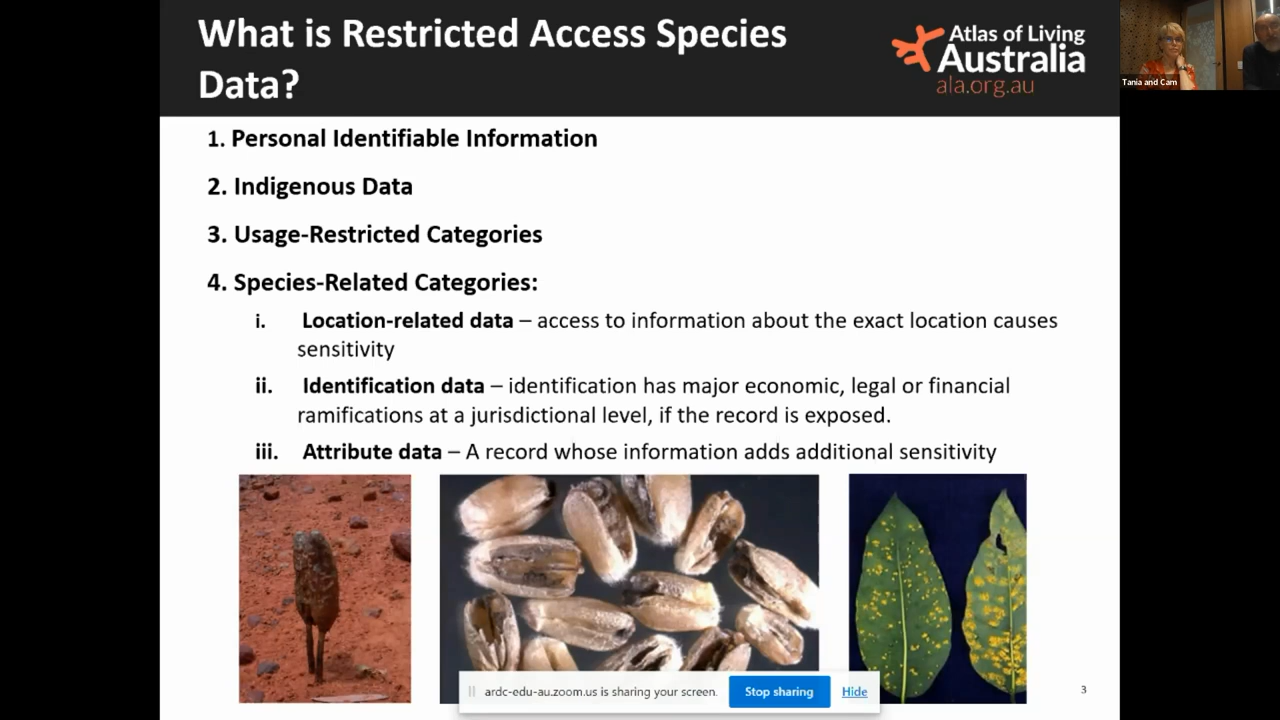 What is Restricted Access Species
Data?
Atlas of Living
Australia
ala.org.au
Tania and Cam
1. Personal Identifiable Information
2. Indigenous Data
3. Usage-Restricted Categories
4. Species-Related Categories:
i. Location-related data – access to information about the exact location causes
sensitivity
ii. Identification data – identification has major economic, legal or financial
ramifications at a jurisdictional level, if the record is exposed.
iii. Attribute data – A record whose information adds additional sensitivity
ardc-edu-au.zoom.us is sharing your screen.
Stop sharing
Hide
3